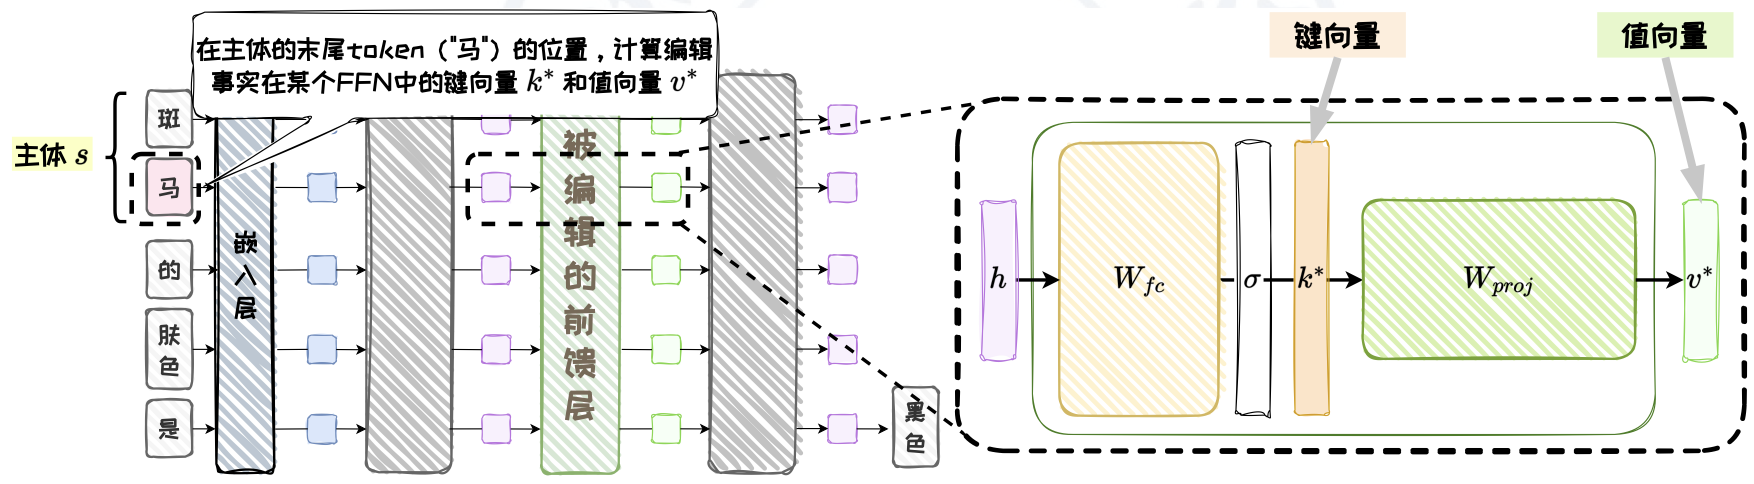 在主体的末尾token（"马"）的位置，计算编辑
事实在某个FFN中的键向量 k* 和值向量 v*
主体 s
斑
马
的
肤
色
是
嵌
入
层
被
编
辑
的
前
馈
层
黑
色
键向量
值向量
h
W_{fc}
σ
k*
W_{proj}
v*